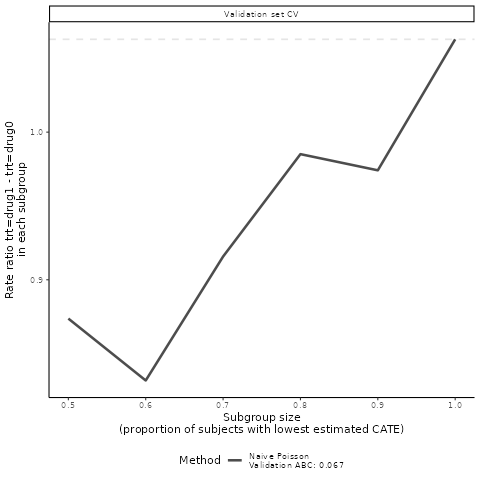 Validation set CV
Rate ratio trt=drug1 - trt=drug0
in each subgroup
1.0
0.9
0.5 0.6 0.7 0.8 0.9 1.0
Subgroup size
(proportion of subjects with lowest estimated CATE)
Method
Naive Poisson
Validation ABC: 0.067